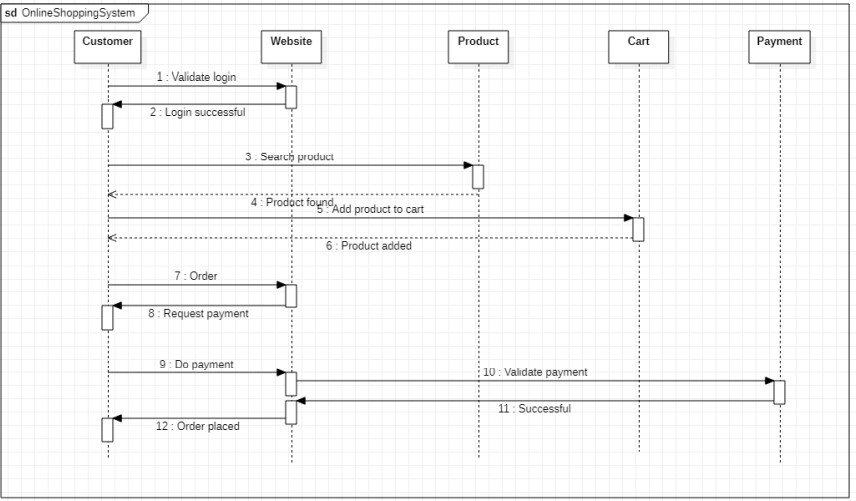 sd OnlineShoppingSystem
Customer Website Product Cart Payment
1 : Validate login
2 : Login successful
3 : Search product
4 : Product found
5 : Add product to cart
6 : Product added
7 : Order
8 : Request payment
9 : Do payment
10 : Validate payment
11 : Successful
12 : Order placed